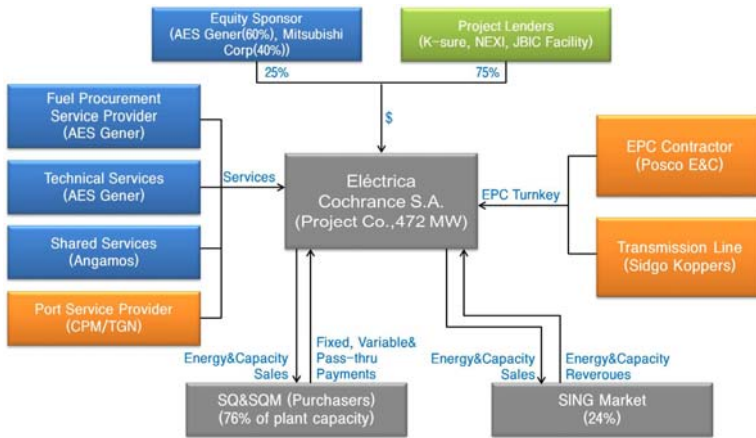 Equity Sponsor
(AES Gener(60%), Mitsubishi
Corp(40%))
Project Lenders
(K-sure, NEXI, JBIC Facility)
25%
75%
$
Fuel Procurement
Service Provider
(AES Gener)
Technical Services
(AES Gener)
Shared Services
(Angamos)
Port Service Provider
(CPM/TGN)
Services
Eléctrica
Cochrance S.A.
(Project Co.,472 MW)
EPC Turnkey
EPC Contractor
(Posco E&C)
Transmission Line
(Sidgo Koppers)
Energy&Capacity
Sales
Fixed, Variable&
Pass-thru
Payments
Energy&Capacity
Sales
Energy&Capacity
Reveroues
SQ&SQM (Purchasers)
(76% of plant capacity)
SING Market
(24%)